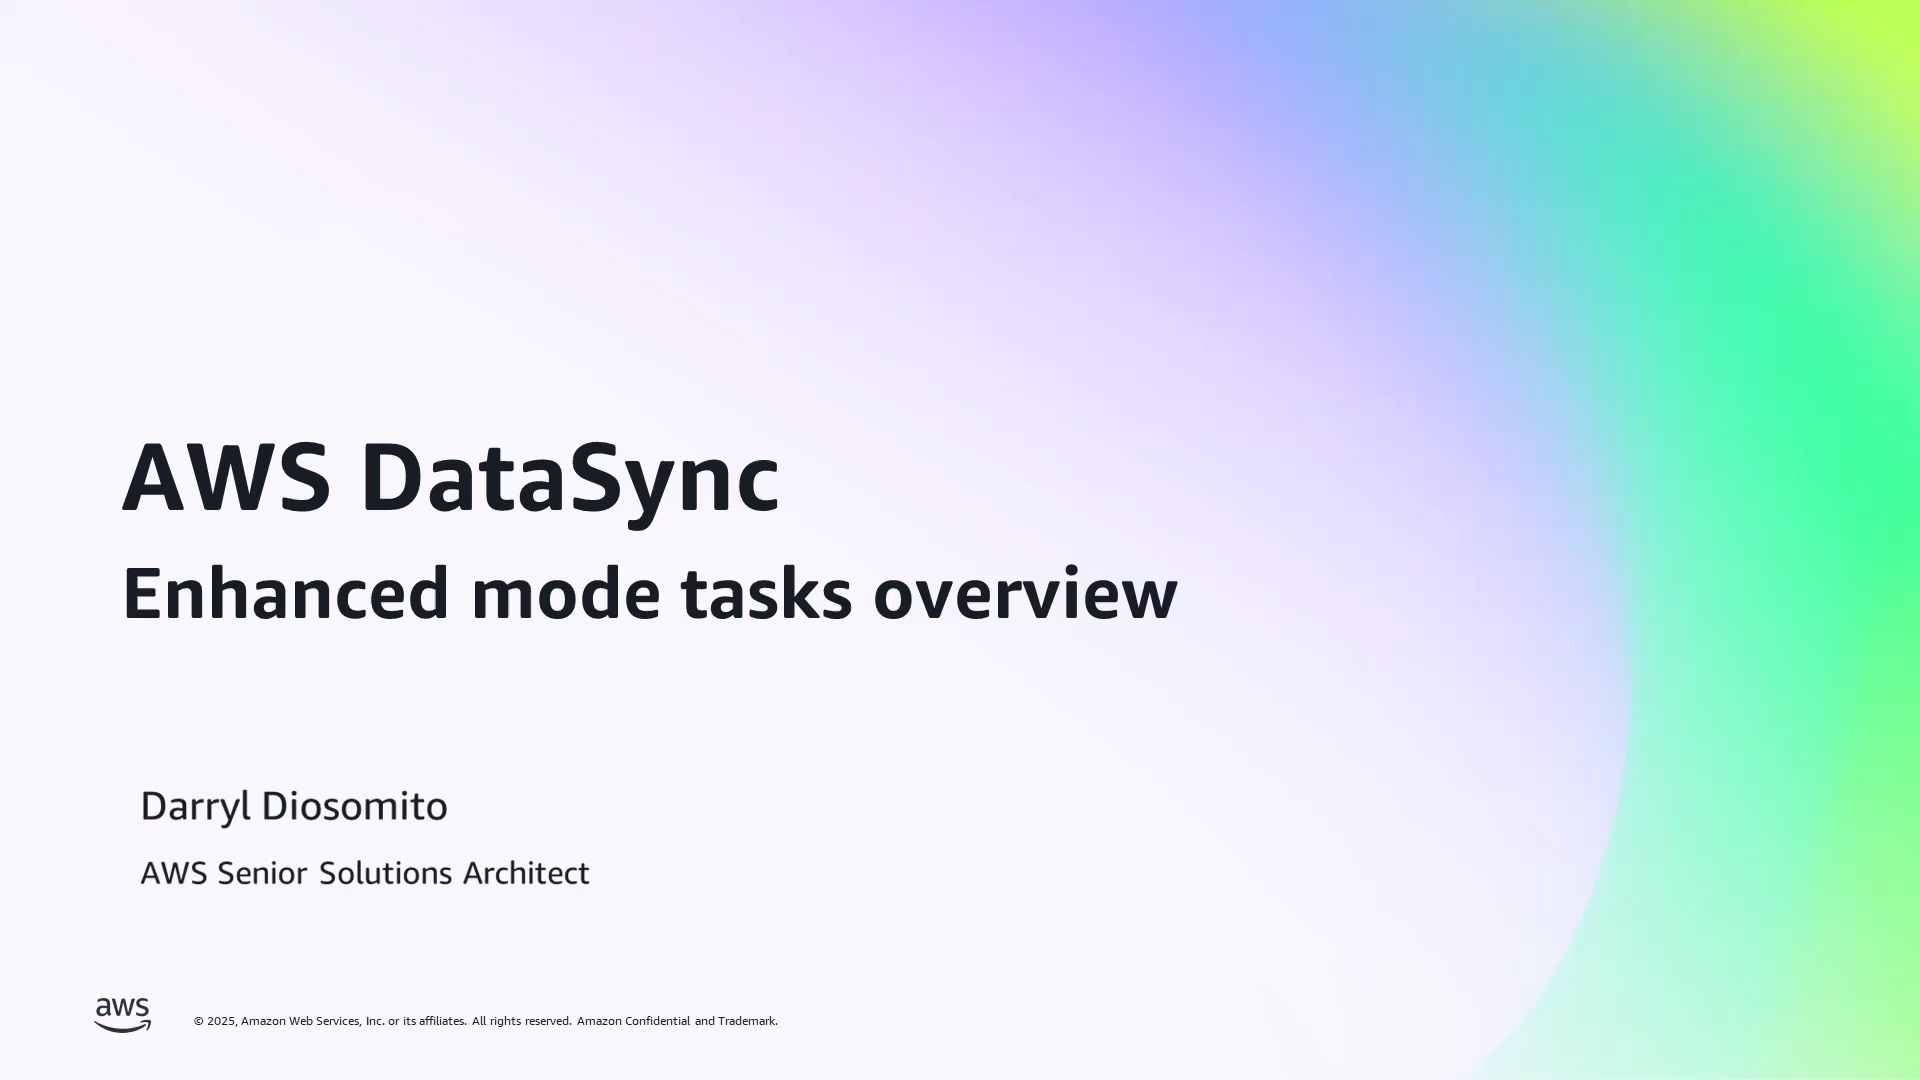 AWS DataSync
Enhanced mode tasks overview
Darryl Diosomito
AWS Senior Solutions Architect
aws
© 2025, Amazon Web Services, Inc. or its affiliates. All rights reserved. Amazon Confidential and Trademark.